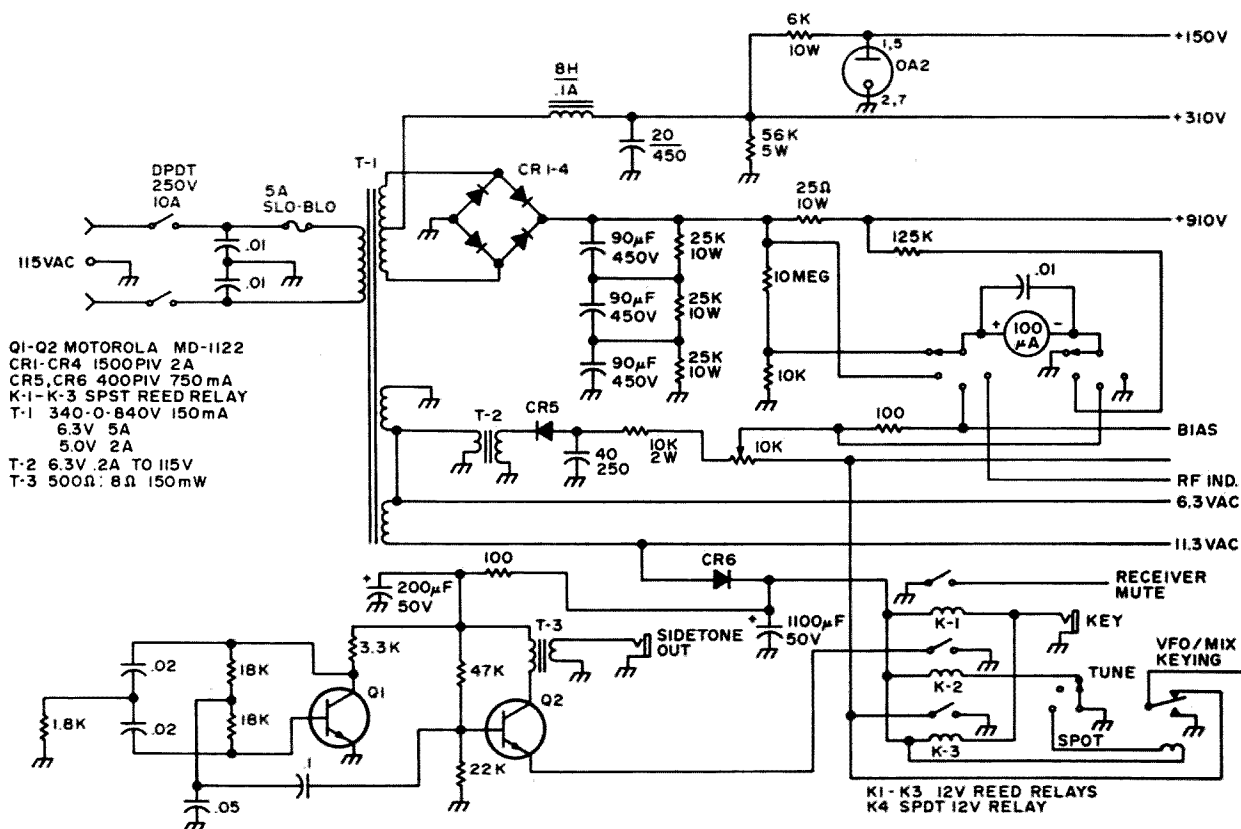 6K
10W
+150V
1,5
OA2
2,7
8H
.1A
+310V
20
450
56K
5W
T-1
DPDT
250V
10A
5A
SLO-BLO
CR1-4
25Ω
10W
+910V
.01
.01
115VAC
90µF
450V
25K
10W
125K
10MEG
.01
90µF
450V
25K
10W
+
100
µA
-
90µF
450V
25K
10W
10K
Q1-Q2 MOTOROLA MD-1122
CR1-CR4 1500PIV 2A
CR5,CR6 400PIV 750mA
K-1-K-3 SPST REED RELAY
T-1 340-0-840V 150mA
6.3V 5A
5.0V 2A
T-2 6.3V .2A TO 115V
T-3 500Ω: 8Ω 150mW
T-2
CR5
40
250
10K
2W
10K
100
BIAS
RF IND.
6.3VAC
11.3VAC
+
200µF
50V
100
CR6
+
1100µF
50V
RECEIVER
MUTE
K-1
KEY
T-3
SIDETONE
OUT
.02
18K
3.3K
47K
Q1
Q2
K-2
TUNE
VFO/MIX
KEYING
1.8K
.02
18K
22K
K-3
SPOT
.1
.05
K1-K3 12V REED RELAYS
K4 SPDT 12V RELAY